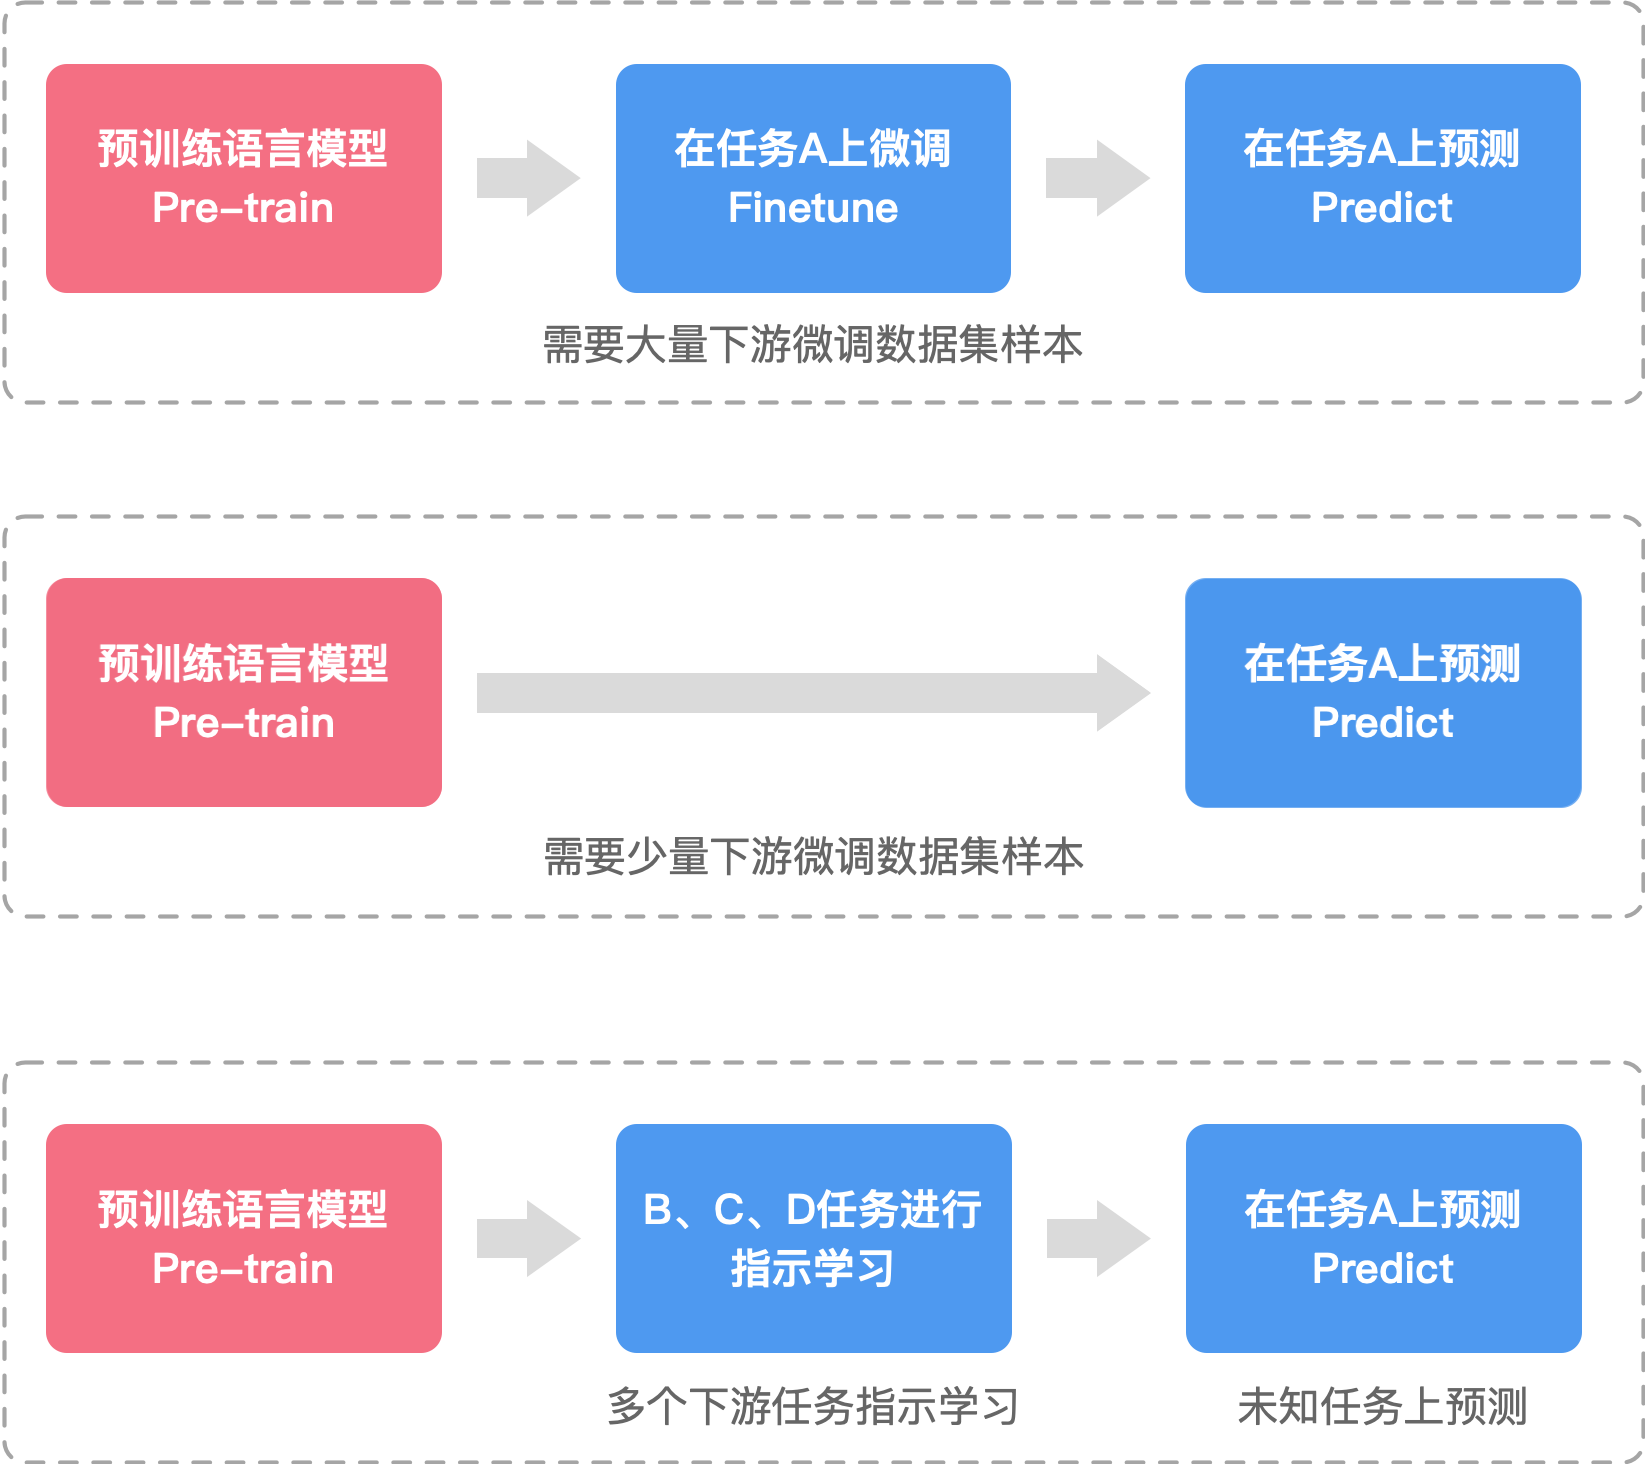 预训练语言模型
Pre-train
在任务A上微调
Finetune
在任务A上预测
Predict
需要大量下游微调数据集样本
预训练语言模型
Pre-train
在任务A上预测
Predict
需要少量下游微调数据集样本
预训练语言模型
Pre-train
B、C、D任务进行
指示学习
在任务A上预测
Predict
多个下游任务指示学习
未知任务上预测